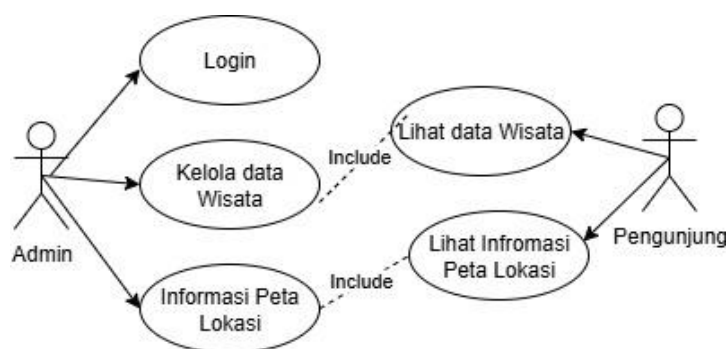 Login
Kelola data
Wisata
Informasi Peta
Lokasi
Admin
Include
Include
Lihat data Wisata
Lihat Infromasi
Peta Lokasi
Pengunjung